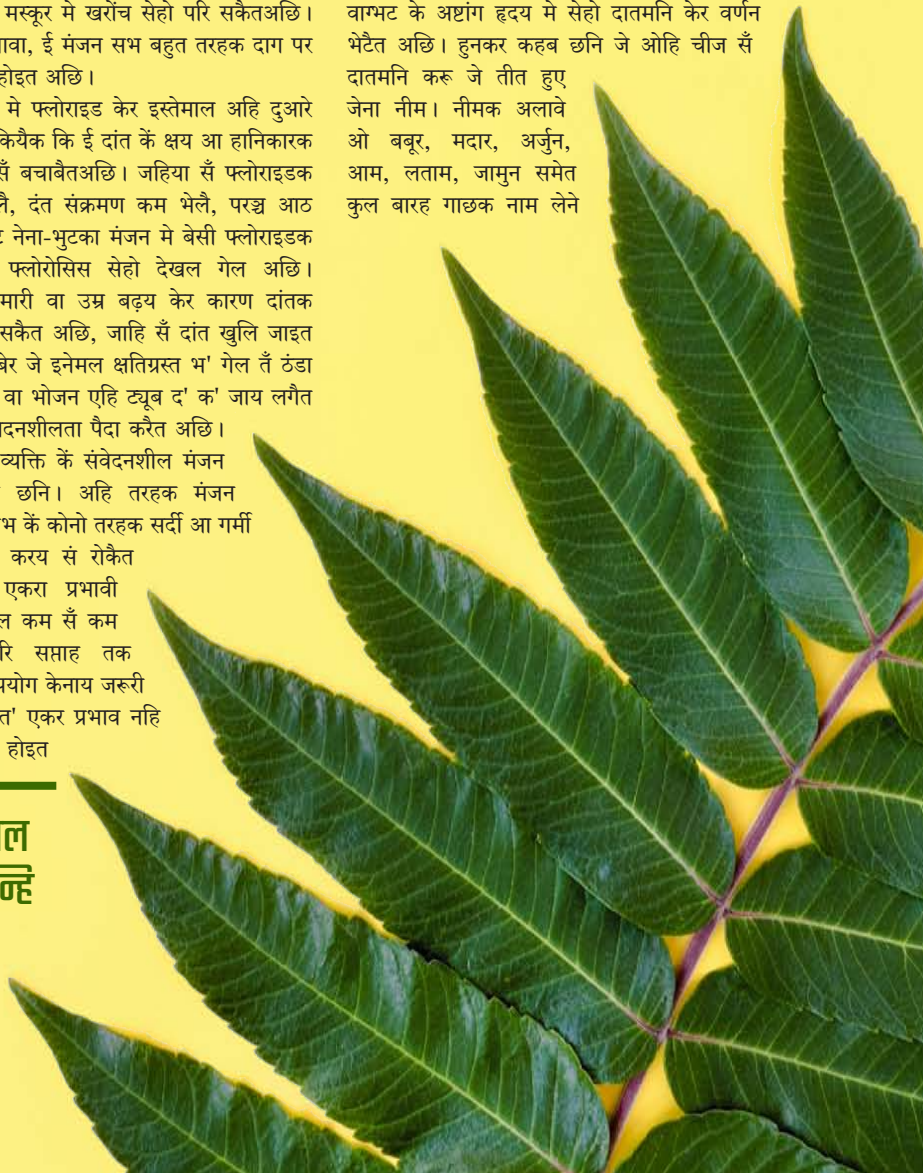 मस्कूर मे खरोंच सेहो परि सकैतअछि।
ावा, ई मंजन सभ बहुत तरहक दाग पर
होइत अछि।
मे फ्लोराइड केर इस्तेमाल अहि दुआरे
कियैक कि ई दांत कें क्षय आ हानिकारक
सँ बचाबैतअछि। जहिया सँ फ्लोराइडक
लै, दंत संक्रमण कम भेलै, परञ्च आठ
नेना-भुटका मंजन मे बेसी फ्लोराइडक
फ्लोरोसिस सेहो देखल गेल अछि।
मारी वा उम्र बढ़य केर कारण दांतक
सकैत अछि, जाहि सँ दांत खुलि जाइत
बेर जे इनेमल क्षतिग्रस्त भ' गेल तँ ठंडा
वा भोजन एहि ट्यूब द' क' जाय लगैत
दनशीलता पैदा करैत अछि।
व्यक्ति कें संवेदनशील मंजन
छनि। अहि तरहक मंजन
भ कें कोनो तरहक सर्दी आ गर्मी
करय सं रोकैत
एकरा प्रभावी
ल कम सँ कम
रि सप्ताह तक
योग केनाय जरूरी
त' एकर प्रभाव नहि
होइत
ल
न्हि
वाग्भट के अष्टांग हृदय मे सेहो दातमनि केर वर्णन
भेटैत अछि। हुनकर कहब छनि जे ओहि चीज सँ
दातमनि करू जे तीत हुए
जेना नीम। नीमक अलावे
ओ बबूर, मदार, अर्जुन,
आम, लताम, जामुन समेत
कुल बारह गाछक नाम लेने